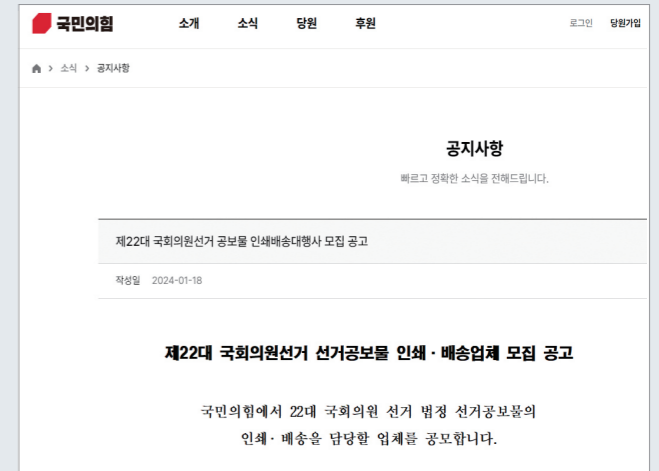 국민의힘 소개 소식 당원 후원 로그인 당원가입
> 소식 > 공지사항
공지사항
빠르고 정확한 소식을 전해드립니다.
제22대 국회의원선거 공보물 인쇄배송대행사 모집 공고
작성일 2024-01-18
제22대 국회의원선거 선거공보물 인쇄 · 배송업체 모집 공고
국민의힘에서 22대 국회의원 선거 법정 선거공보물의
인쇄 · 배송을 담당할 업체를 공모합니다.